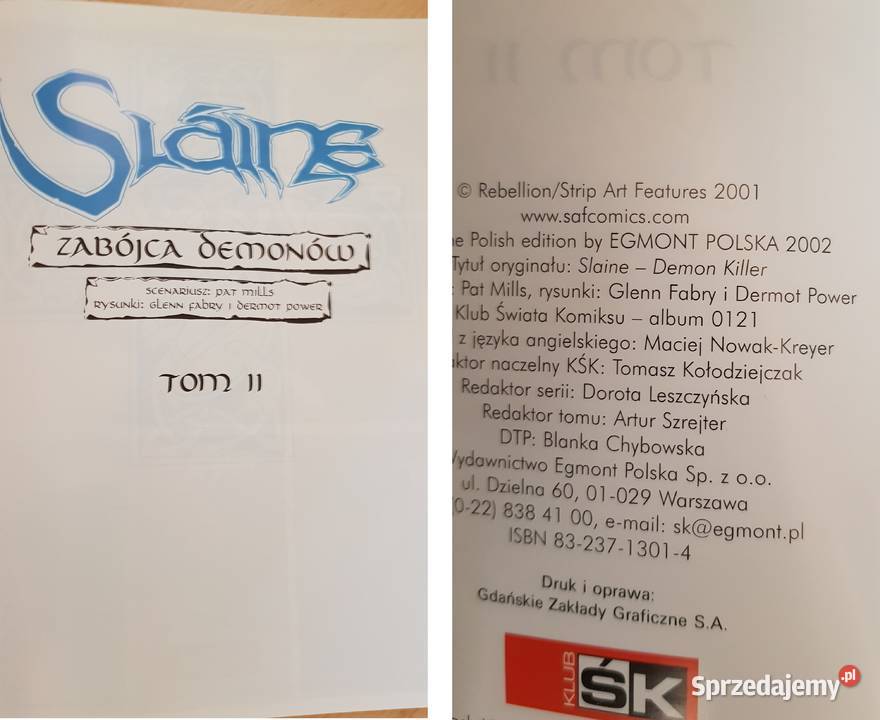 Sláine
ZABÓJCA DEMONÓW
SCENARIUSZ: PAT MILLS
RYSUNKI: GLENN FABRY I DERMOT POWER
TOM II
TOM II
© Rebellion/Strip Art Features 2001
www.safcomics.com
Polish edition by EGMONT POLSKA 2002
Tytuł oryginału: Slaine – Demon Killer
: Pat Mills, rysunki: Glenn Fabry i Dermot Power
Klub Świata Komiksu – album 0121
z języka angielskiego: Maciej Nowak-Kreyer
naczelny KŚK: Tomasz Kołodziejczak
Redaktor serii: Dorota Leszczyńska
Redaktor tomu: Artur Szrejter
DTP: Blanka Chybowska
Wydawnictwo Egmont Polska Sp. z o.o.
ul. Dzielna 60, 01-029 Warszawa
(0-22) 838 41 00, e-mail: sk@egmont.pl
ISBN 83-237-1301-4
Druk i oprawa:
Gdańskie Zakłady Graficzne S.A.
KLUB
ŚK
Sprzedajemy.pl